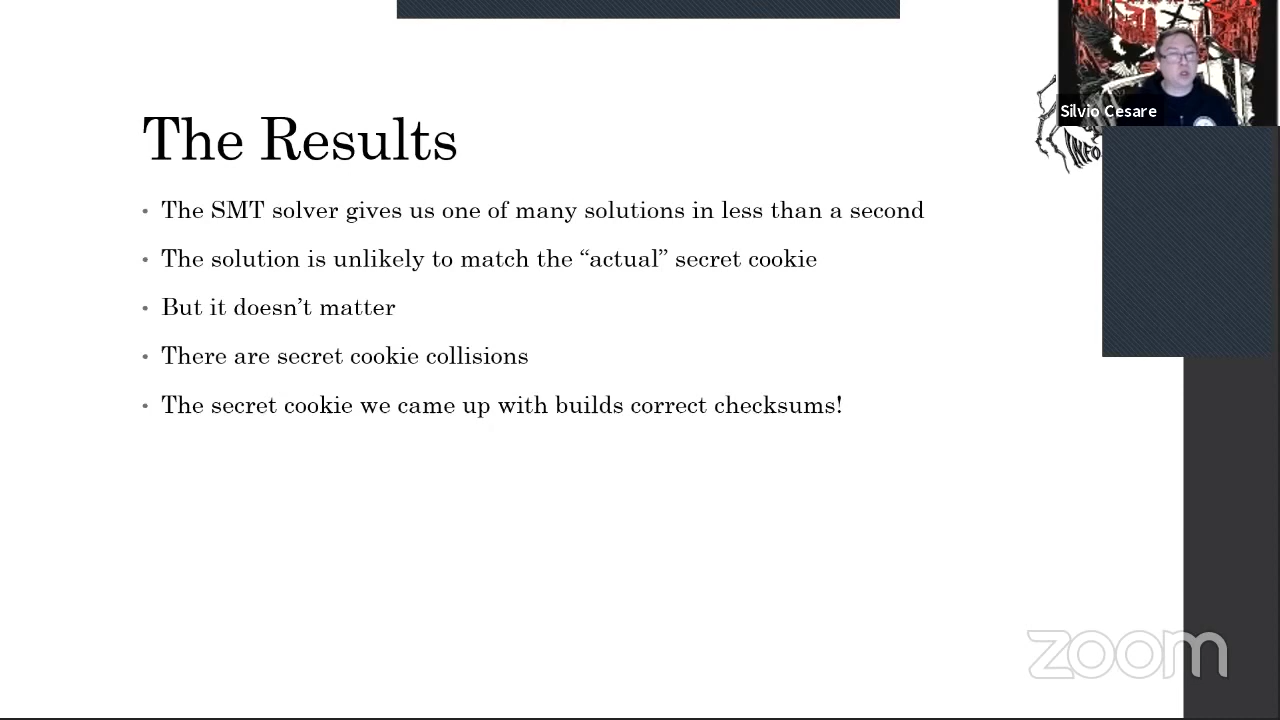 Silvio Cesare
INFO
The Results
• The SMT solver gives us one of many solutions in less than a second
• The solution is unlikely to match the “actual” secret cookie
• But it doesn’t matter
• There are secret cookie collisions
• The secret cookie we came up with builds correct checksums!
zoom